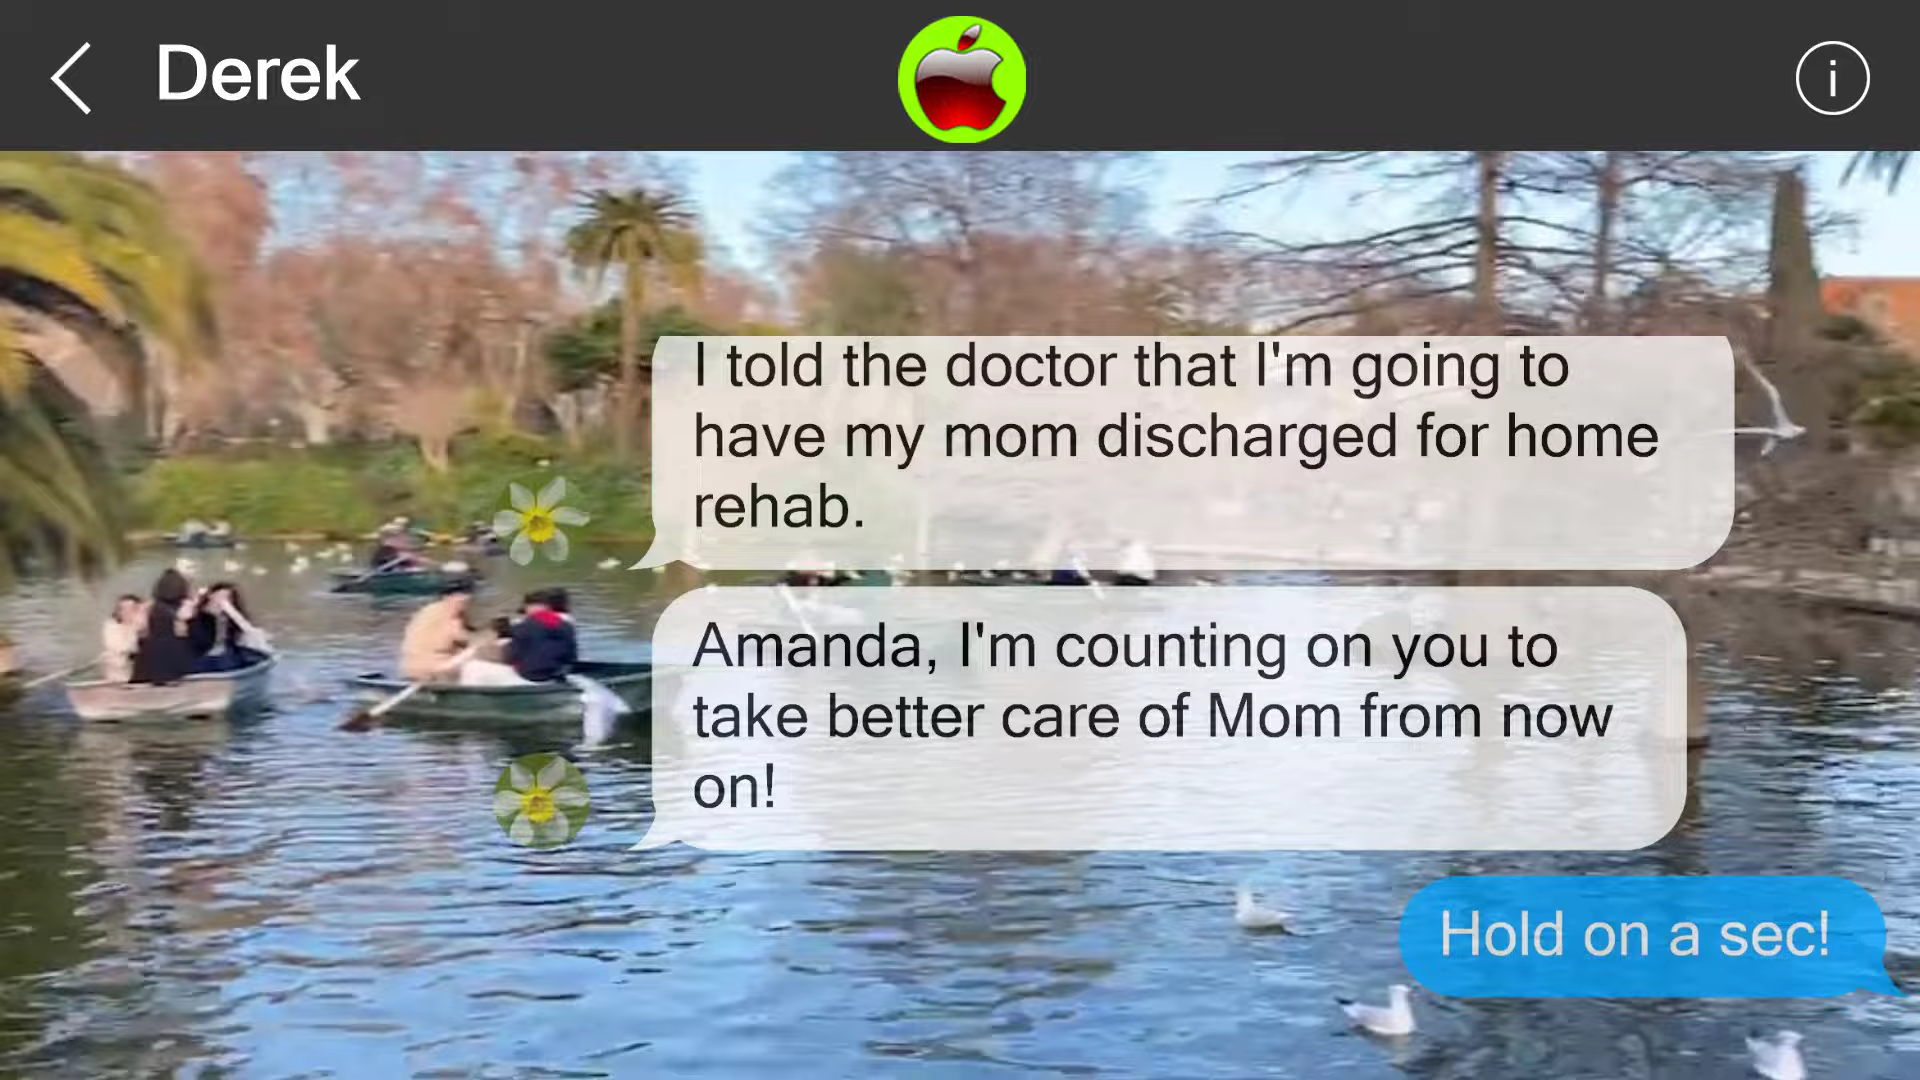 Derek
i
I told the doctor that I'm going to
have my mom discharged for home
rehab.
Amanda, I'm counting on you to
take better care of Mom from now
on!
Hold on a sec!